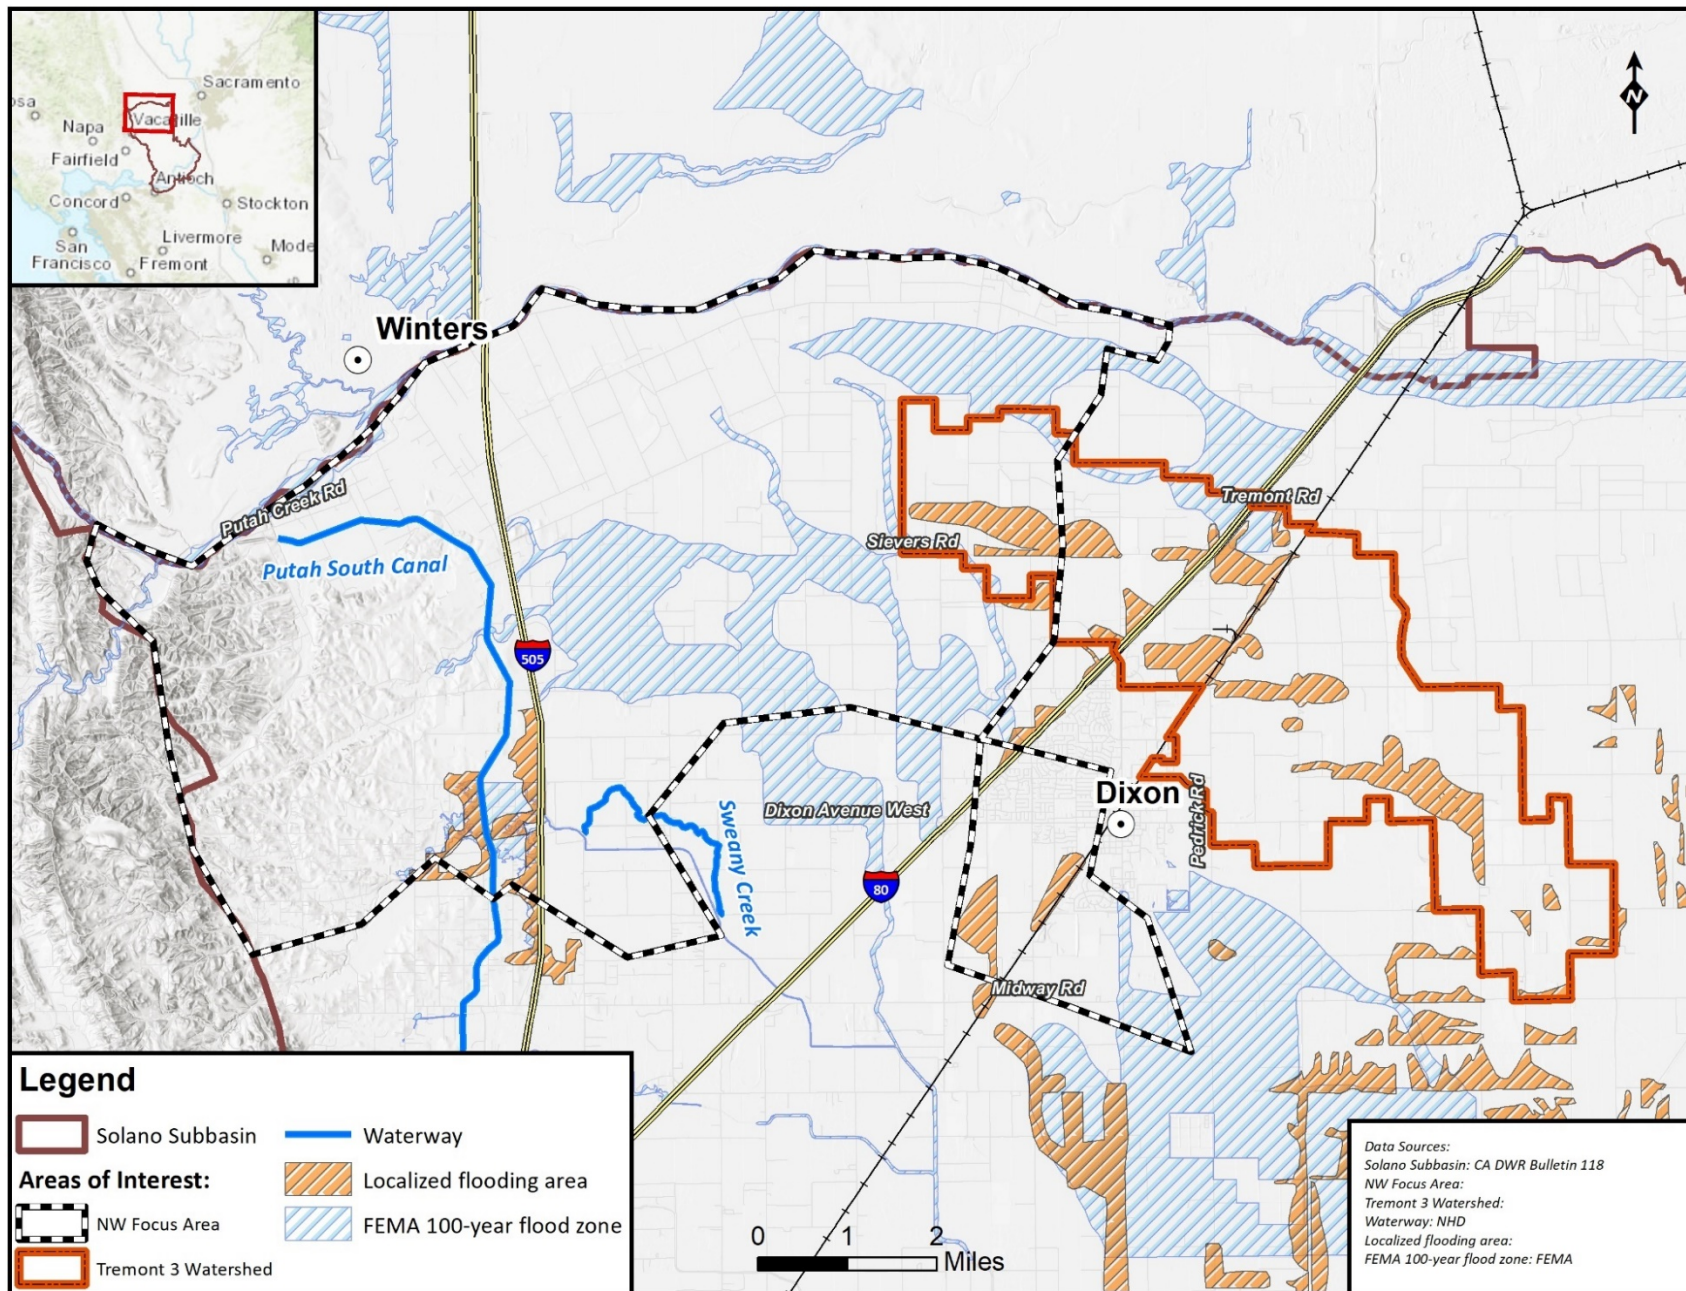 Sacramento
osa
Vacaville
Napa
Fairfield
Antioch
Concord
Stockton
San
Francisco
Livermore
Mode
Fremont
N
Winters
Putah Creek Rd
Putah South Canal
505
Sievers Rd
Tremont Rd
Dixon
Dixon Avenue West
Pedrick Rd
Sweany Creek
80
Midway Rd
Legend
Solano Subbasin
Areas of Interest:
NW Focus Area
Tremont 3 Watershed
Waterway
Localized flooding area
FEMA 100-year flood zone
0 1 2
Miles
Data Sources:
Solano Subbasin: CA DWR Bulletin 118
NW Focus Area:
Tremont 3 Watershed:
Waterway: NHD
Localized flooding area:
FEMA 100-year flood zone: FEMA